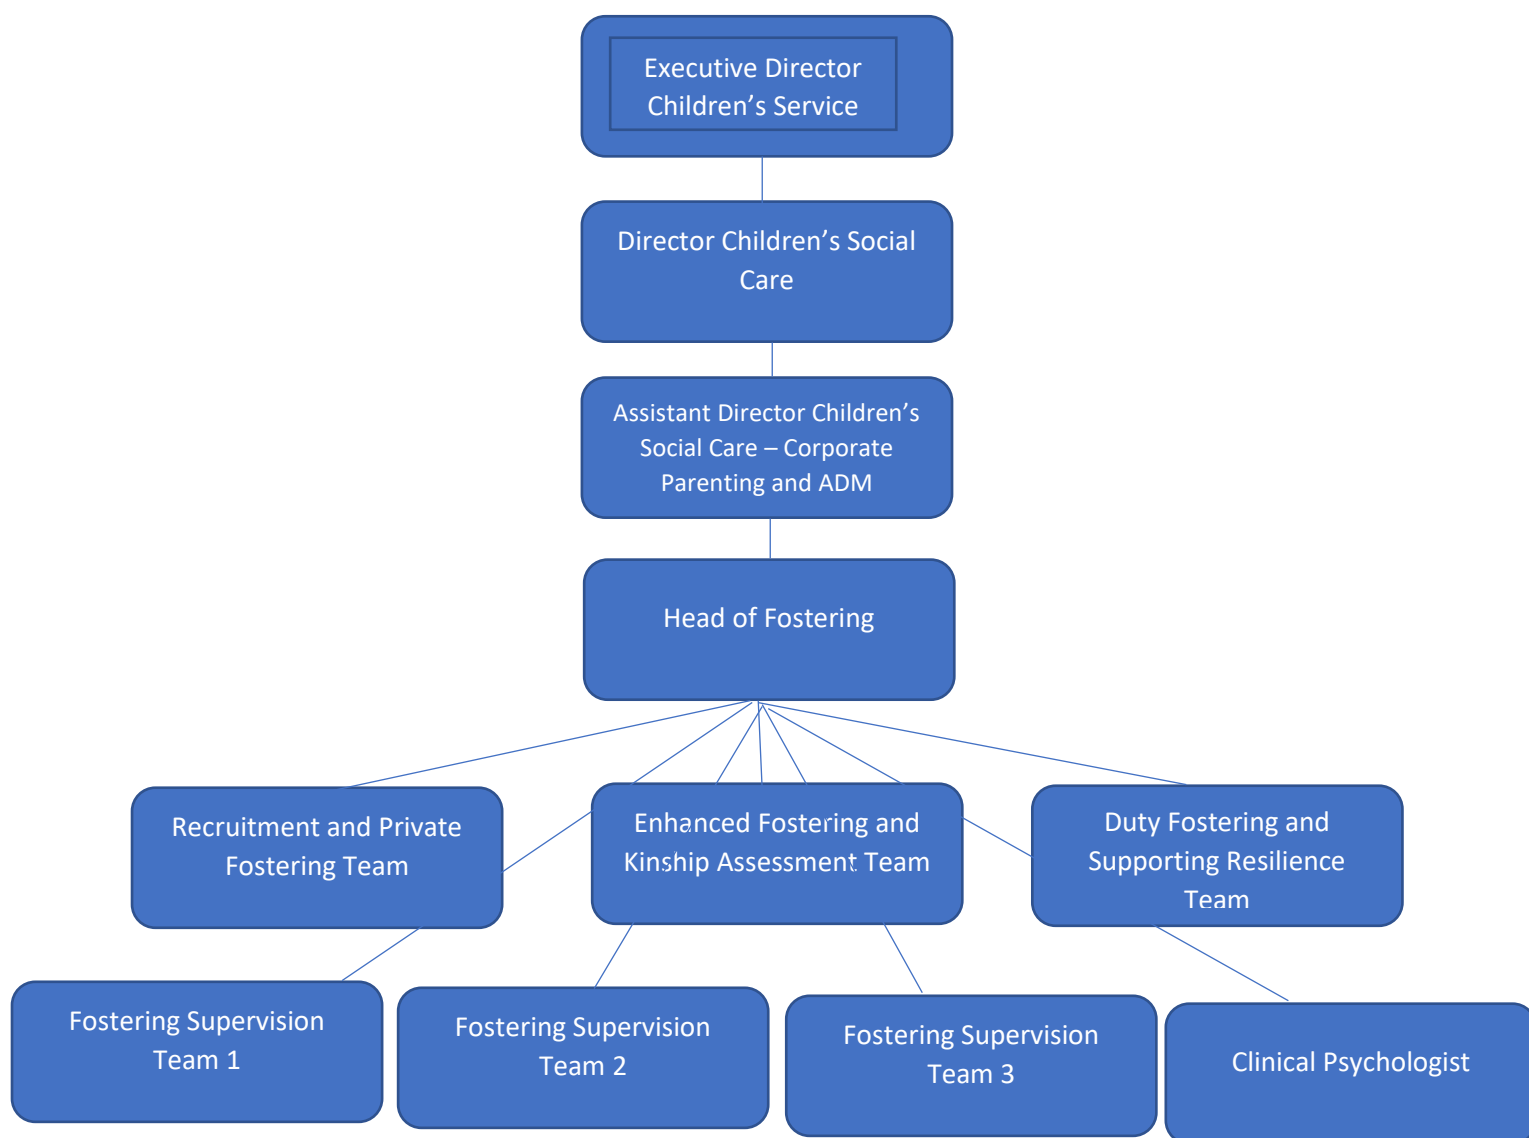 Executive Director
Children’s Service
Director Children’s Social
Care
Assistant Director Children’s
Social Care – Corporate
Parenting and ADM
Head of Fostering
Recruitment and Private
Fostering Team
Enhanced Fostering and
Kinship Assessment Team
Duty Fostering and
Supporting Resilience
Team
Fostering Supervision
Team 1
Fostering Supervision
Team 2
Fostering Supervision
Team 3
Clinical Psychologist